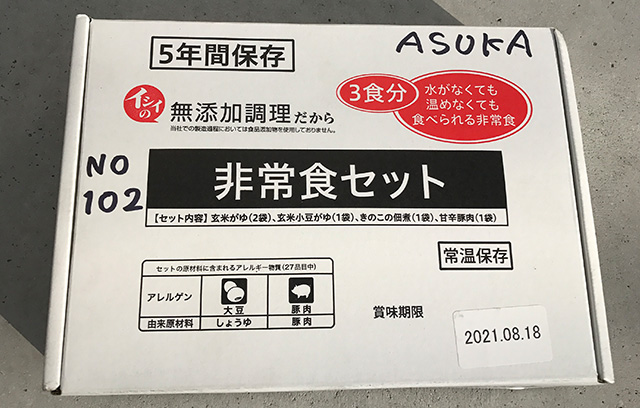 ASUKA
5年間保存
イシイの
無添加調理だから
当社での製造過程においては食品添加物を使用しておりません。
3食分
水がなくても
温めなくても
食べられる非常食
NO
102
非常食セット
【セット内容】玄米がゆ(2袋)、玄米小豆がゆ(1袋)、きのこの佃煮(1袋)、甘辛豚肉(1袋)
常温保存
セットの原材料に含まれるアレルギー物質(27品目中)
アレルゲン 大豆 豚肉
由来原材料 しょうゆ 豚肉
賞味期限
2021.08.18